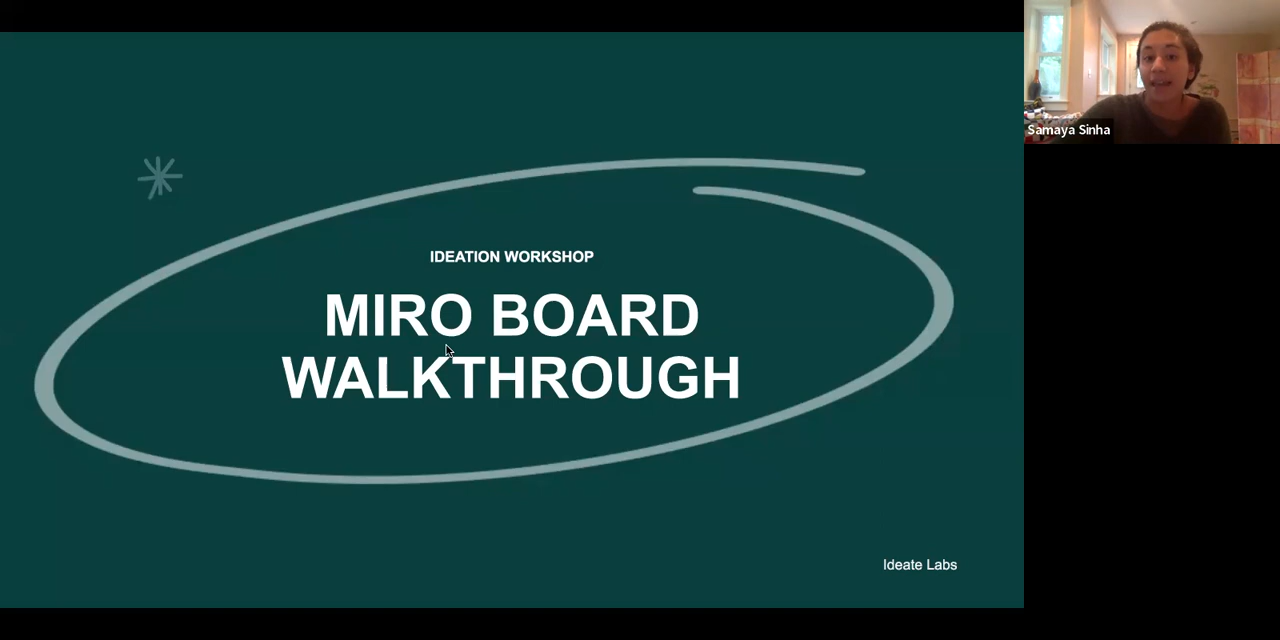 IDEATION WORKSHOP
MIRO BOARD
WALKTHROUGH
Ideate Labs
Samaya Sinha